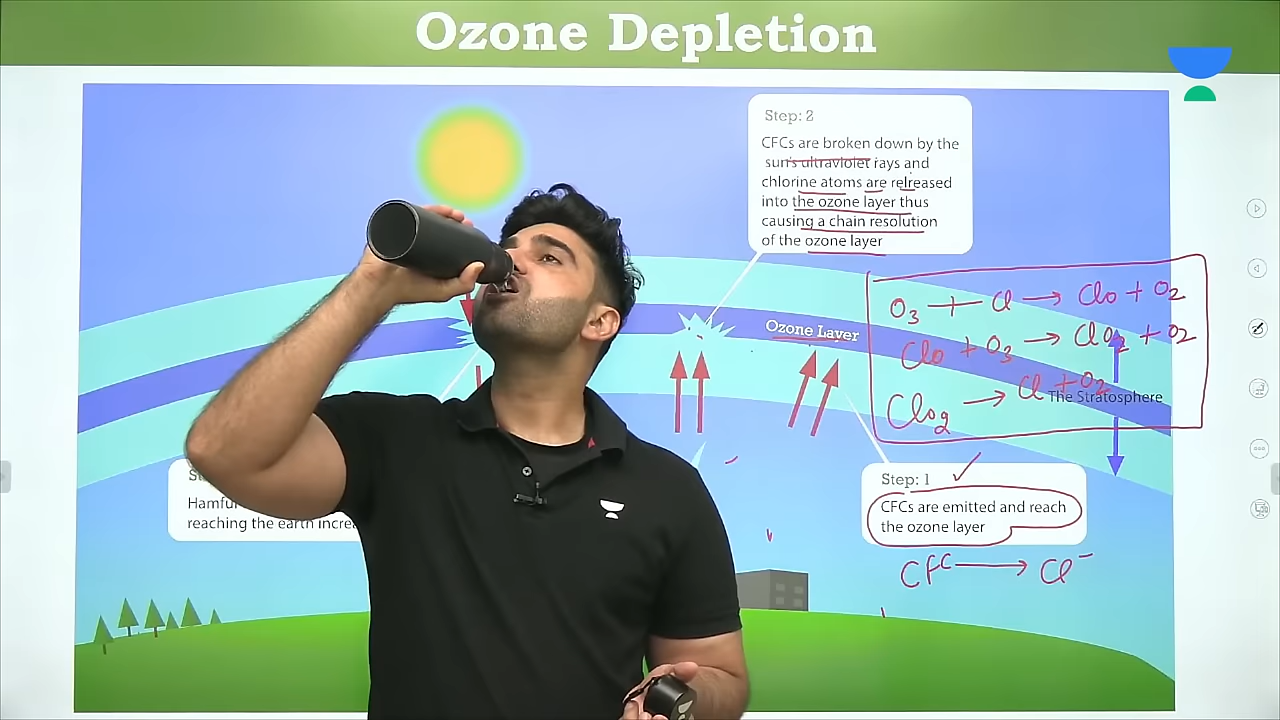 Ozone Depletion
Step: 2
CFCs are broken down by the
sun's ultraviolet rays and
chlorine atoms are relreased
into the ozone layer thus
causing a chain resolution
of the ozone layer
O3 + Cl → ClO + O2
ClO + O3 → ClO2 + O2
ClO2 → Cl + O2
Ozone Layer
The Stratosphere
Step: 1
CFCs are emitted and reach
the ozone layer
CFC → Cl⁻
reaching the earth